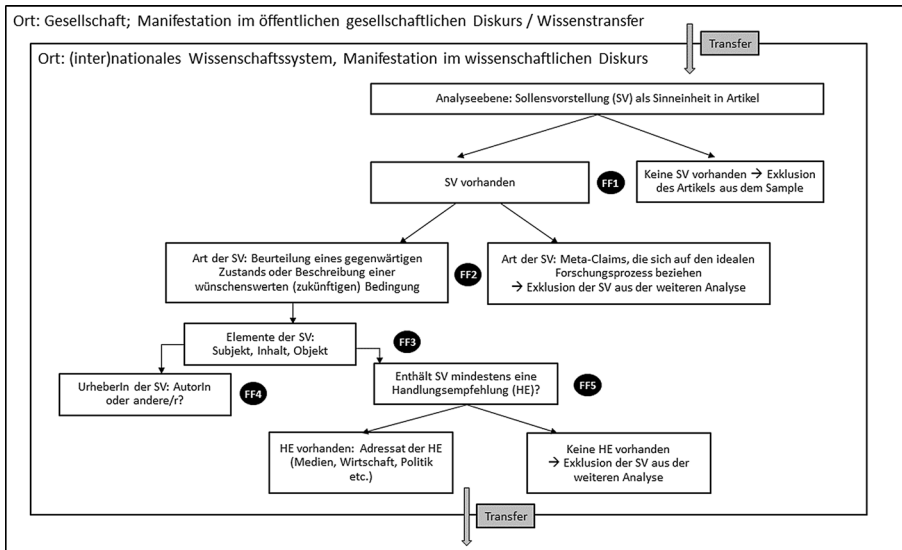 Ort: Gesellschaft; Manifestation im öffentlichen gesellschaftlichen Diskurs / Wissenstransfer
Transfer
Ort: (inter)nationales Wissenschaftssystem, Manifestation im wissenschaftlichen Diskurs
Analyseebene: Sollensvorstellung (SV) als Sinneinheit in Artikel
SV vorhanden
FF1
Keine SV vorhanden → Exklusion
des Artikels aus dem Sample
Art der SV: Beurteilung eines gegenwärtigen
Zustands oder Beschreibung einer
wünschenswerten (zukünftigen) Bedingung
FF2
Art der SV: Meta-Claims, die sich auf den idealen
Forschungsprozess beziehen
→ Exklusion der SV aus der weiteren Analyse
Elemente der SV:
Subjekt, Inhalt, Objekt
FF3
UrheberIn der SV: AutorIn
oder andere/r?
FF4
Enthält SV mindestens eine
Handlungsempfehlung (HE)?
FF5
HE vorhanden: Adressat der HE
(Medien, Wirtschaft, Politik
etc.)
Keine HE vorhanden
→ Exklusion der SV aus der
weiteren Analyse
Transfer